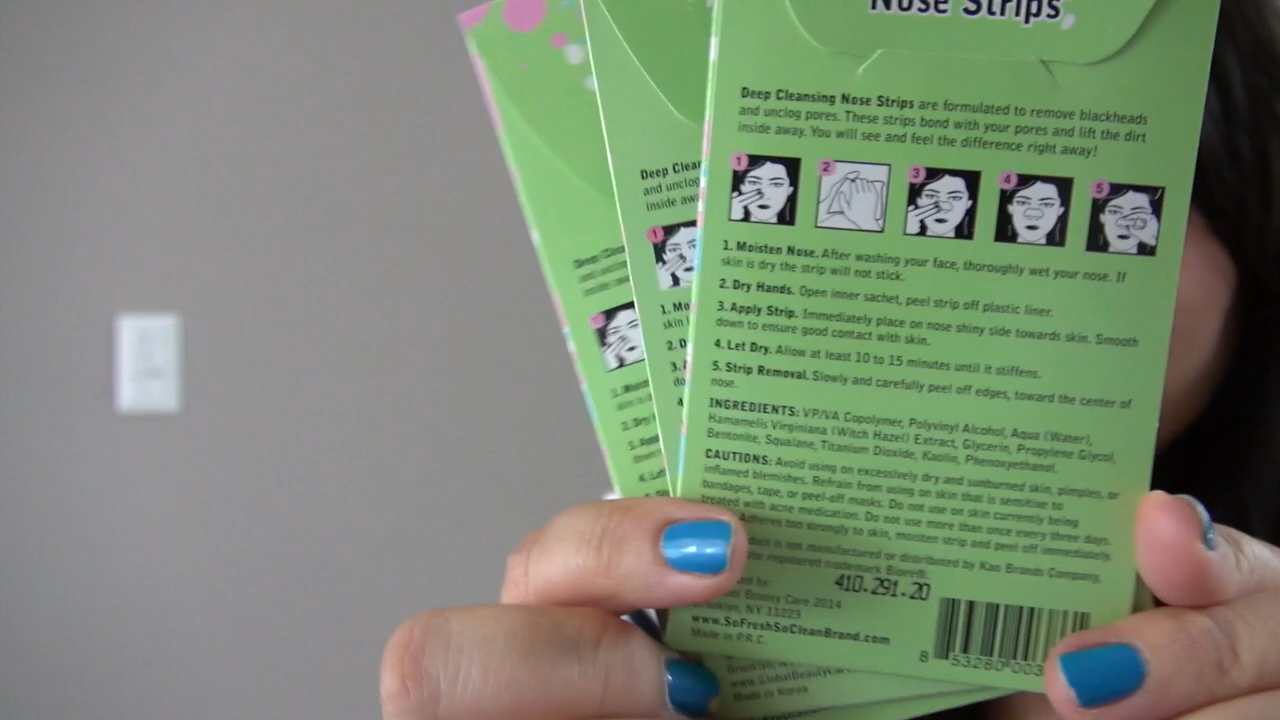 Nose Strips
Deep Cleansing Nose Strips are formulated to remove blackheads
and unclog pores. These strips bond with your pores and lift the dirt
inside away. You will see and feel the difference right away!
1 2 3 4 5
1. Moisten Nose. After washing your face, thoroughly wet your nose. If
skin is dry the strip will not stick.
2. Dry Hands. Open inner sachet, peel strip off plastic liner.
3. Apply Strip. Immediately place on nose shiny side towards skin. Smooth
down to ensure good contact with skin.
4. Let Dry. Allow at least 10 to 15 minutes until it stiffens.
5. Strip Removal. Slowly and carefully peel off edges, toward the center of
nose.
INGREDIENTS: VP/VA Copolymer, Polyvinyl Alcohol, Aqua (Water),
Hamamelis Virginiana (Witch Hazel) Extract, Glycerin, Propylene Glycol,
Bentonite, Squalane, Titanium Dioxide, Kaolin, Phenoxyethanol.
CAUTIONS: Avoid using on excessively dry and sunburned skin, pimples, or
inflamed blemishes. Refrain from using on skin that is sensitive to
bandages, tape, or peel-off masks. Do not use on skin currently being
treated with acne medication. Do not use more than once every three days.
Adheres too strongly to skin, moisten strip and peel off immediately.
is not manufactured or distributed by Kao Brands Company,
registered trademark Bioré®.
by:
410.291.20
Beauty Care 2014
Brooklyn, NY 11223
www.SoFreshSoCleanBrand.com
Made in P.R.C.
8 53280 003
Deep Clea
and unclog
inside awa
1
1. Mo
skin
2. D
3.
do
4
www.GlobalBeautyCar
Made in Korea